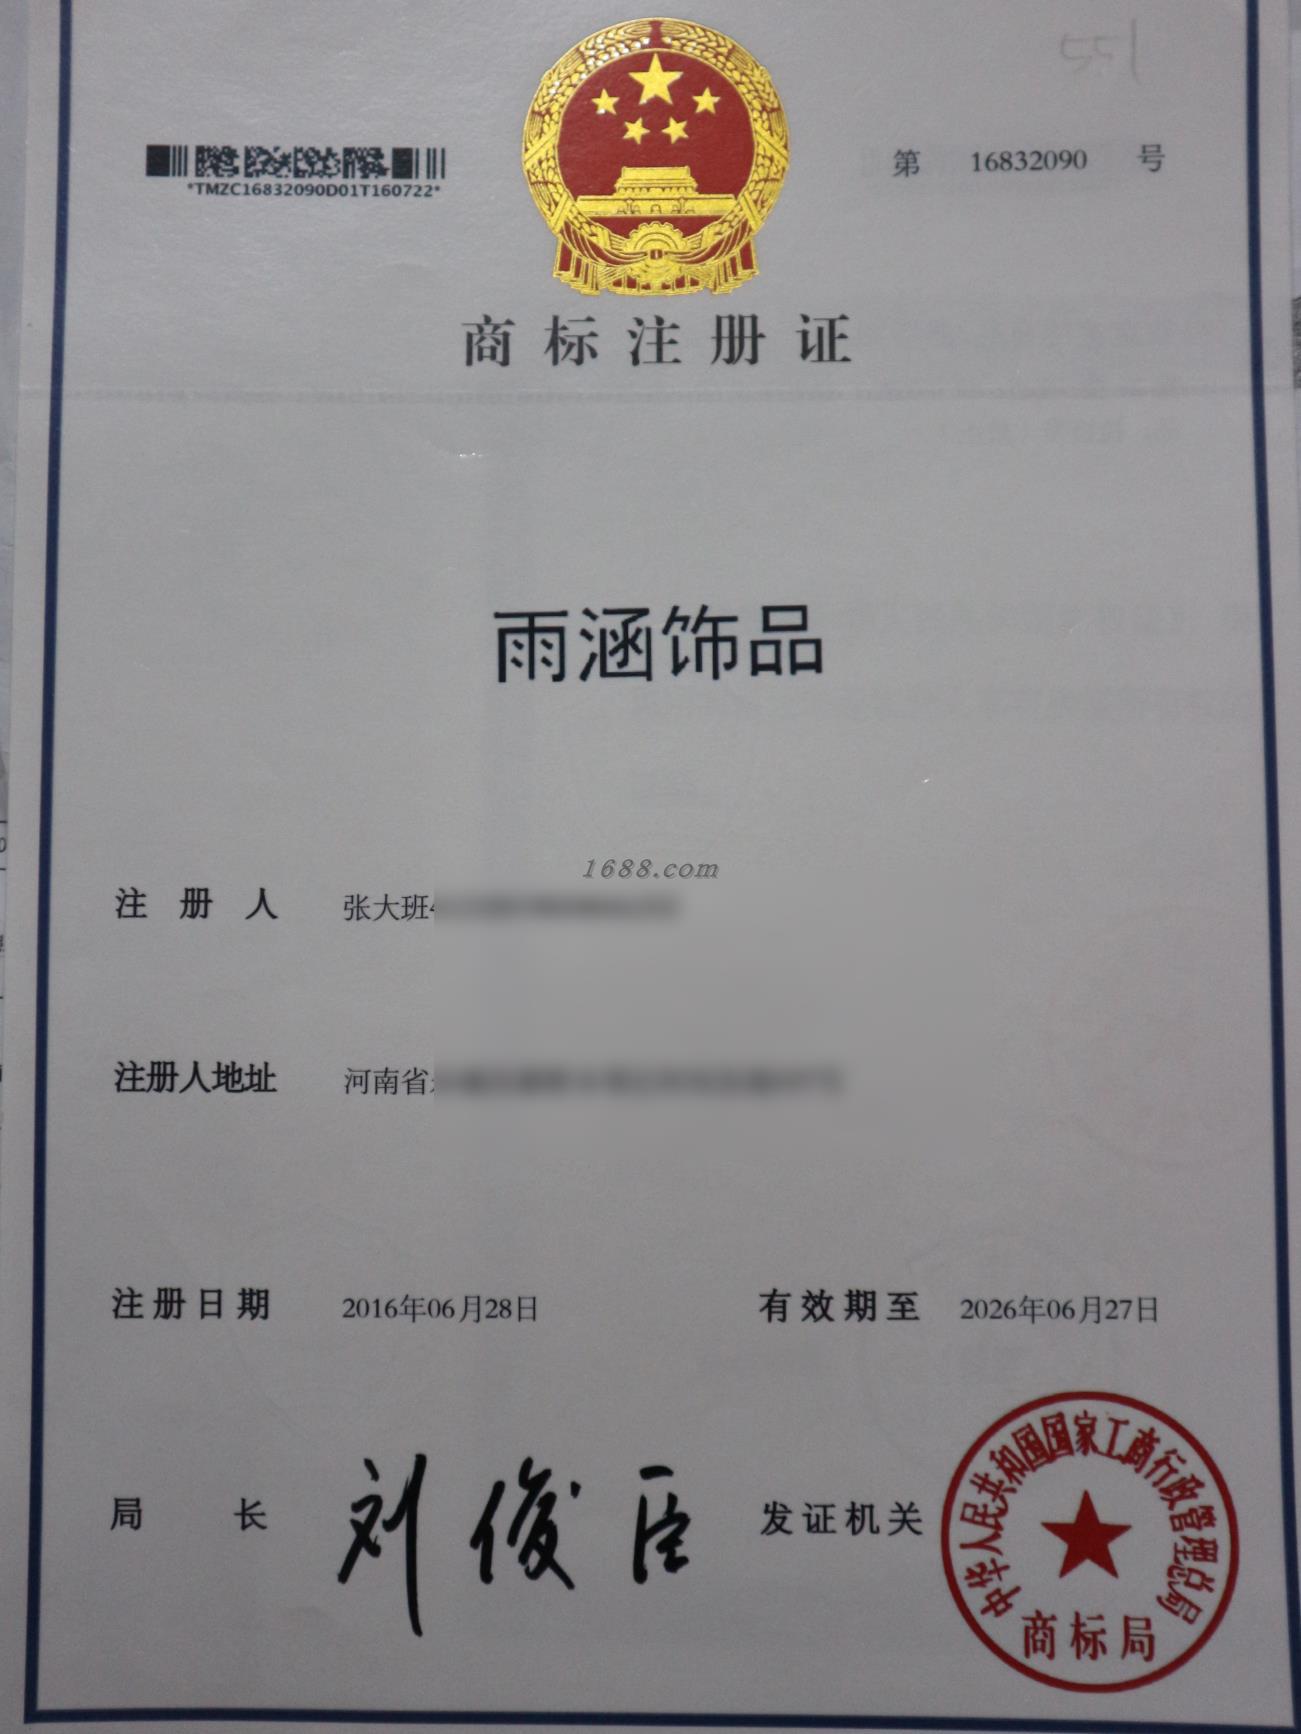 *TMZC16832090D01T160722*
第 16832090 号
商标注册证
雨涵饰品
1688.com
注册人 张大班
注册人地址 河南省
注册日期 2016年06月28日 有效期至 2026年06月27日
局长 刘俊臣 发证机关
中华人民共和国国家工商行政管理总局
商标局